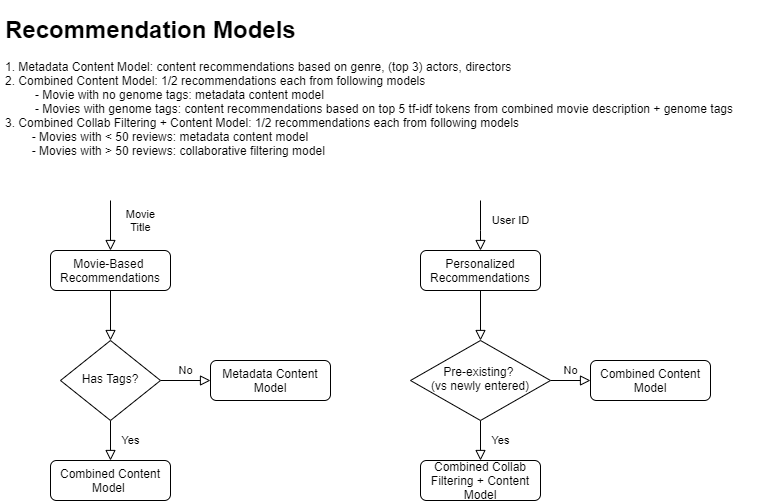 Recommendation Models
1. Metadata Content Model: content recommendations based on genre, (top 3) actors, directors
2. Combined Content Model: 1/2 recommendations each from following models
- Movie with no genome tags: metadata content model
- Movies with genome tags: content recommendations based on top 5 tf-idf tokens from combined movie description + genome tags
3. Combined Collab Filtering + Content Model: 1/2 recommendations each from following models
- Movies with < 50 reviews: metadata content model
- Movies with > 50 reviews: collaborative filtering model
Movie
Title
Movie-Based
Recommendations
Has Tags?
No
Metadata Content
Model
Yes
Combined Content
Model
User ID
Personalized
Recommendations
Pre-existing?
(vs newly entered)
No
Combined Content
Model
Yes
Combined Collab
Filtering + Content
Model